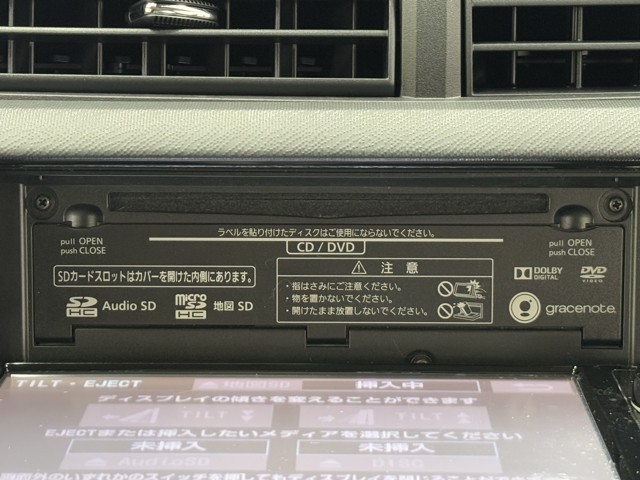 ラベルを貼り付けたディスクはご使用にならないでください。
pull OPEN
push CLOSE
CD / DVD
pull OPEN
push CLOSE
SDカードスロットはカバーを開けた内側にあります。
注 意
・指はさみにご注意ください。
・物を置かないでください。
・開けたまま放置しないでください。
DOLBY
DIGITAL
DVD
VIDEO
SD HC Audio SD
micro SD HC 地図 SD
gracenote.
TILT・EJECT
地図SD
挿入中
ディスプレイの傾きを変えることができます
TILT
TILT
EJECTまたは挿入したいメディアを選択してください
未挿入
未挿入
AudioSD
DISC